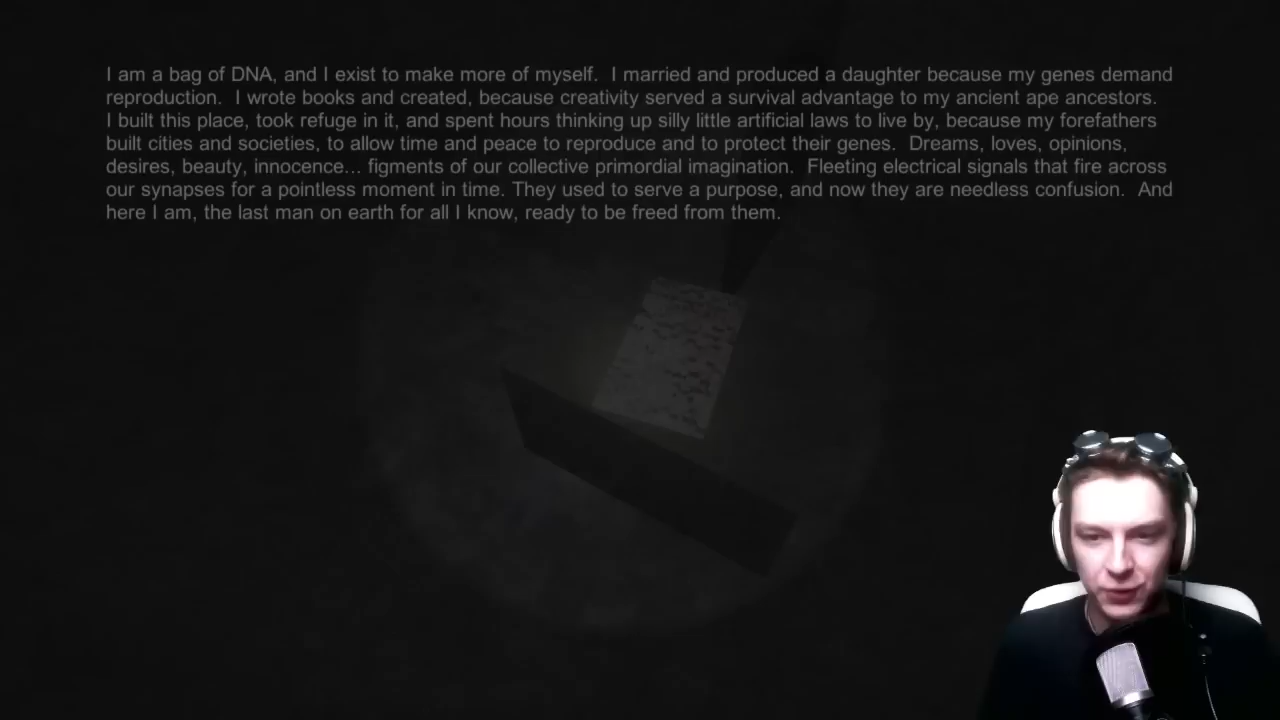 I am a bag of DNA, and I exist to make more of myself.  I married and produced a daughter because my genes demand
reproduction.  I wrote books and created, because creativity served a survival advantage to my ancient ape ancestors.
I built this place, took refuge in it, and spent hours thinking up silly little artificial laws to live by, because my forefathers
built cities and societies, to allow time and peace to reproduce and to protect their genes.  Dreams, loves, opinions,
desires, beauty, innocence... figments of our collective primordial imagination.  Fleeting electrical signals that fire across
our synapses for a pointless moment in time. They used to serve a purpose, and now they are needless confusion.  And
here I am, the last man on earth for all I know, ready to be freed from them.